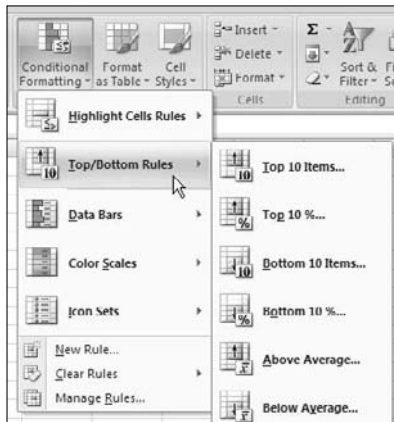 Conditional Formatting
Format as Table
Cell Styles
Insert
Delete
Format
Cells
Σ
Sort & Filter
Editing
Highlight Cells Rules
Top/Bottom Rules
Data Bars
Color Scales
Icon Sets
New Rule...
Clear Rules
Manage Rules...
Top 10 Items...
Top 10 %...
Bottom 10 Items...
Bottom 10 %...
Above Average...
Below Average...